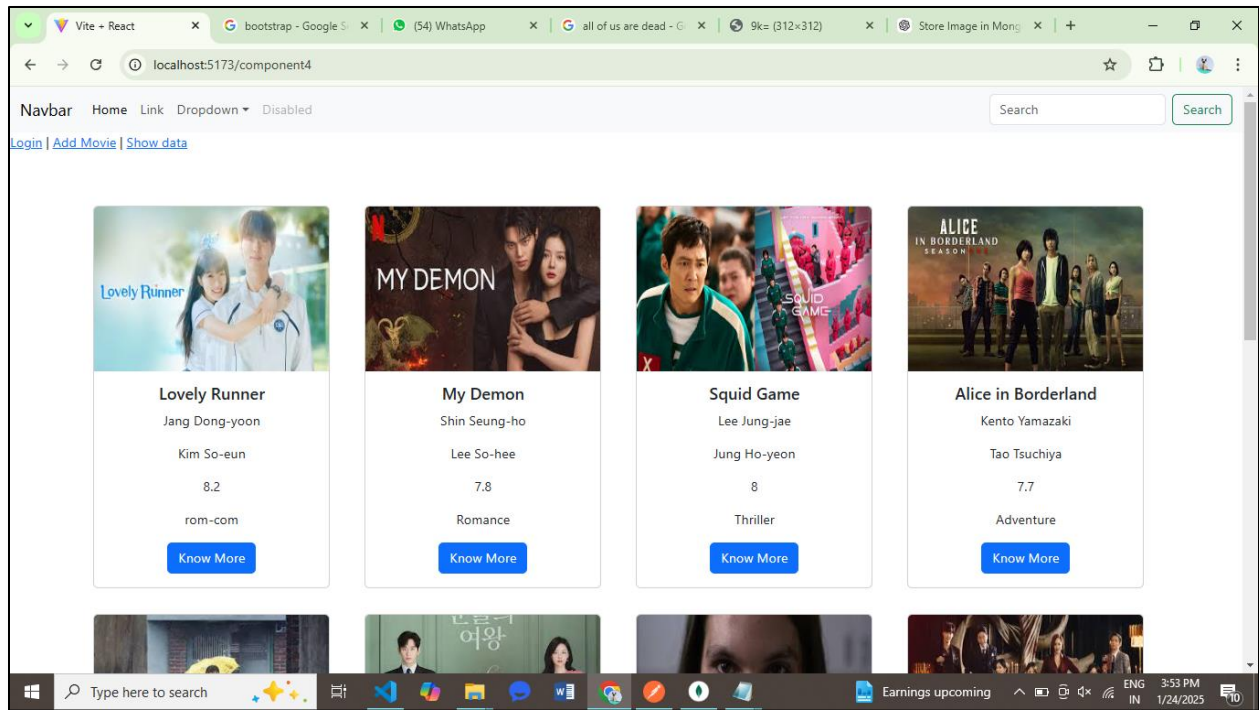 Vite + React
bootstrap - Google S
(54) WhatsApp
all of us are dead - G
9k= (312×312)
Store Image in Mong
localhost:5173/component4
Navbar Home Link Dropdown Disabled
Search Search
Login | Add Movie | Show data
Lovely Runner
N
MY DEMON
SQUID
GAME
ALICE
IN BORDERLAND
SEASON
Lovely Runner My Demon Squid Game Alice in Borderland
Jang Dong-yoon Shin Seung-ho Lee Jung-jae Kento Yamazaki
Kim So-eun Lee So-hee Jung Ho-yeon Tao Tsuchiya
8.2 7.8 8 7.7
rom-com Romance Thriller Adventure
Know More Know More Know More Know More
여왕
Type here to search
Earnings upcoming
ENG
IN
3:53 PM
1/24/2025
10